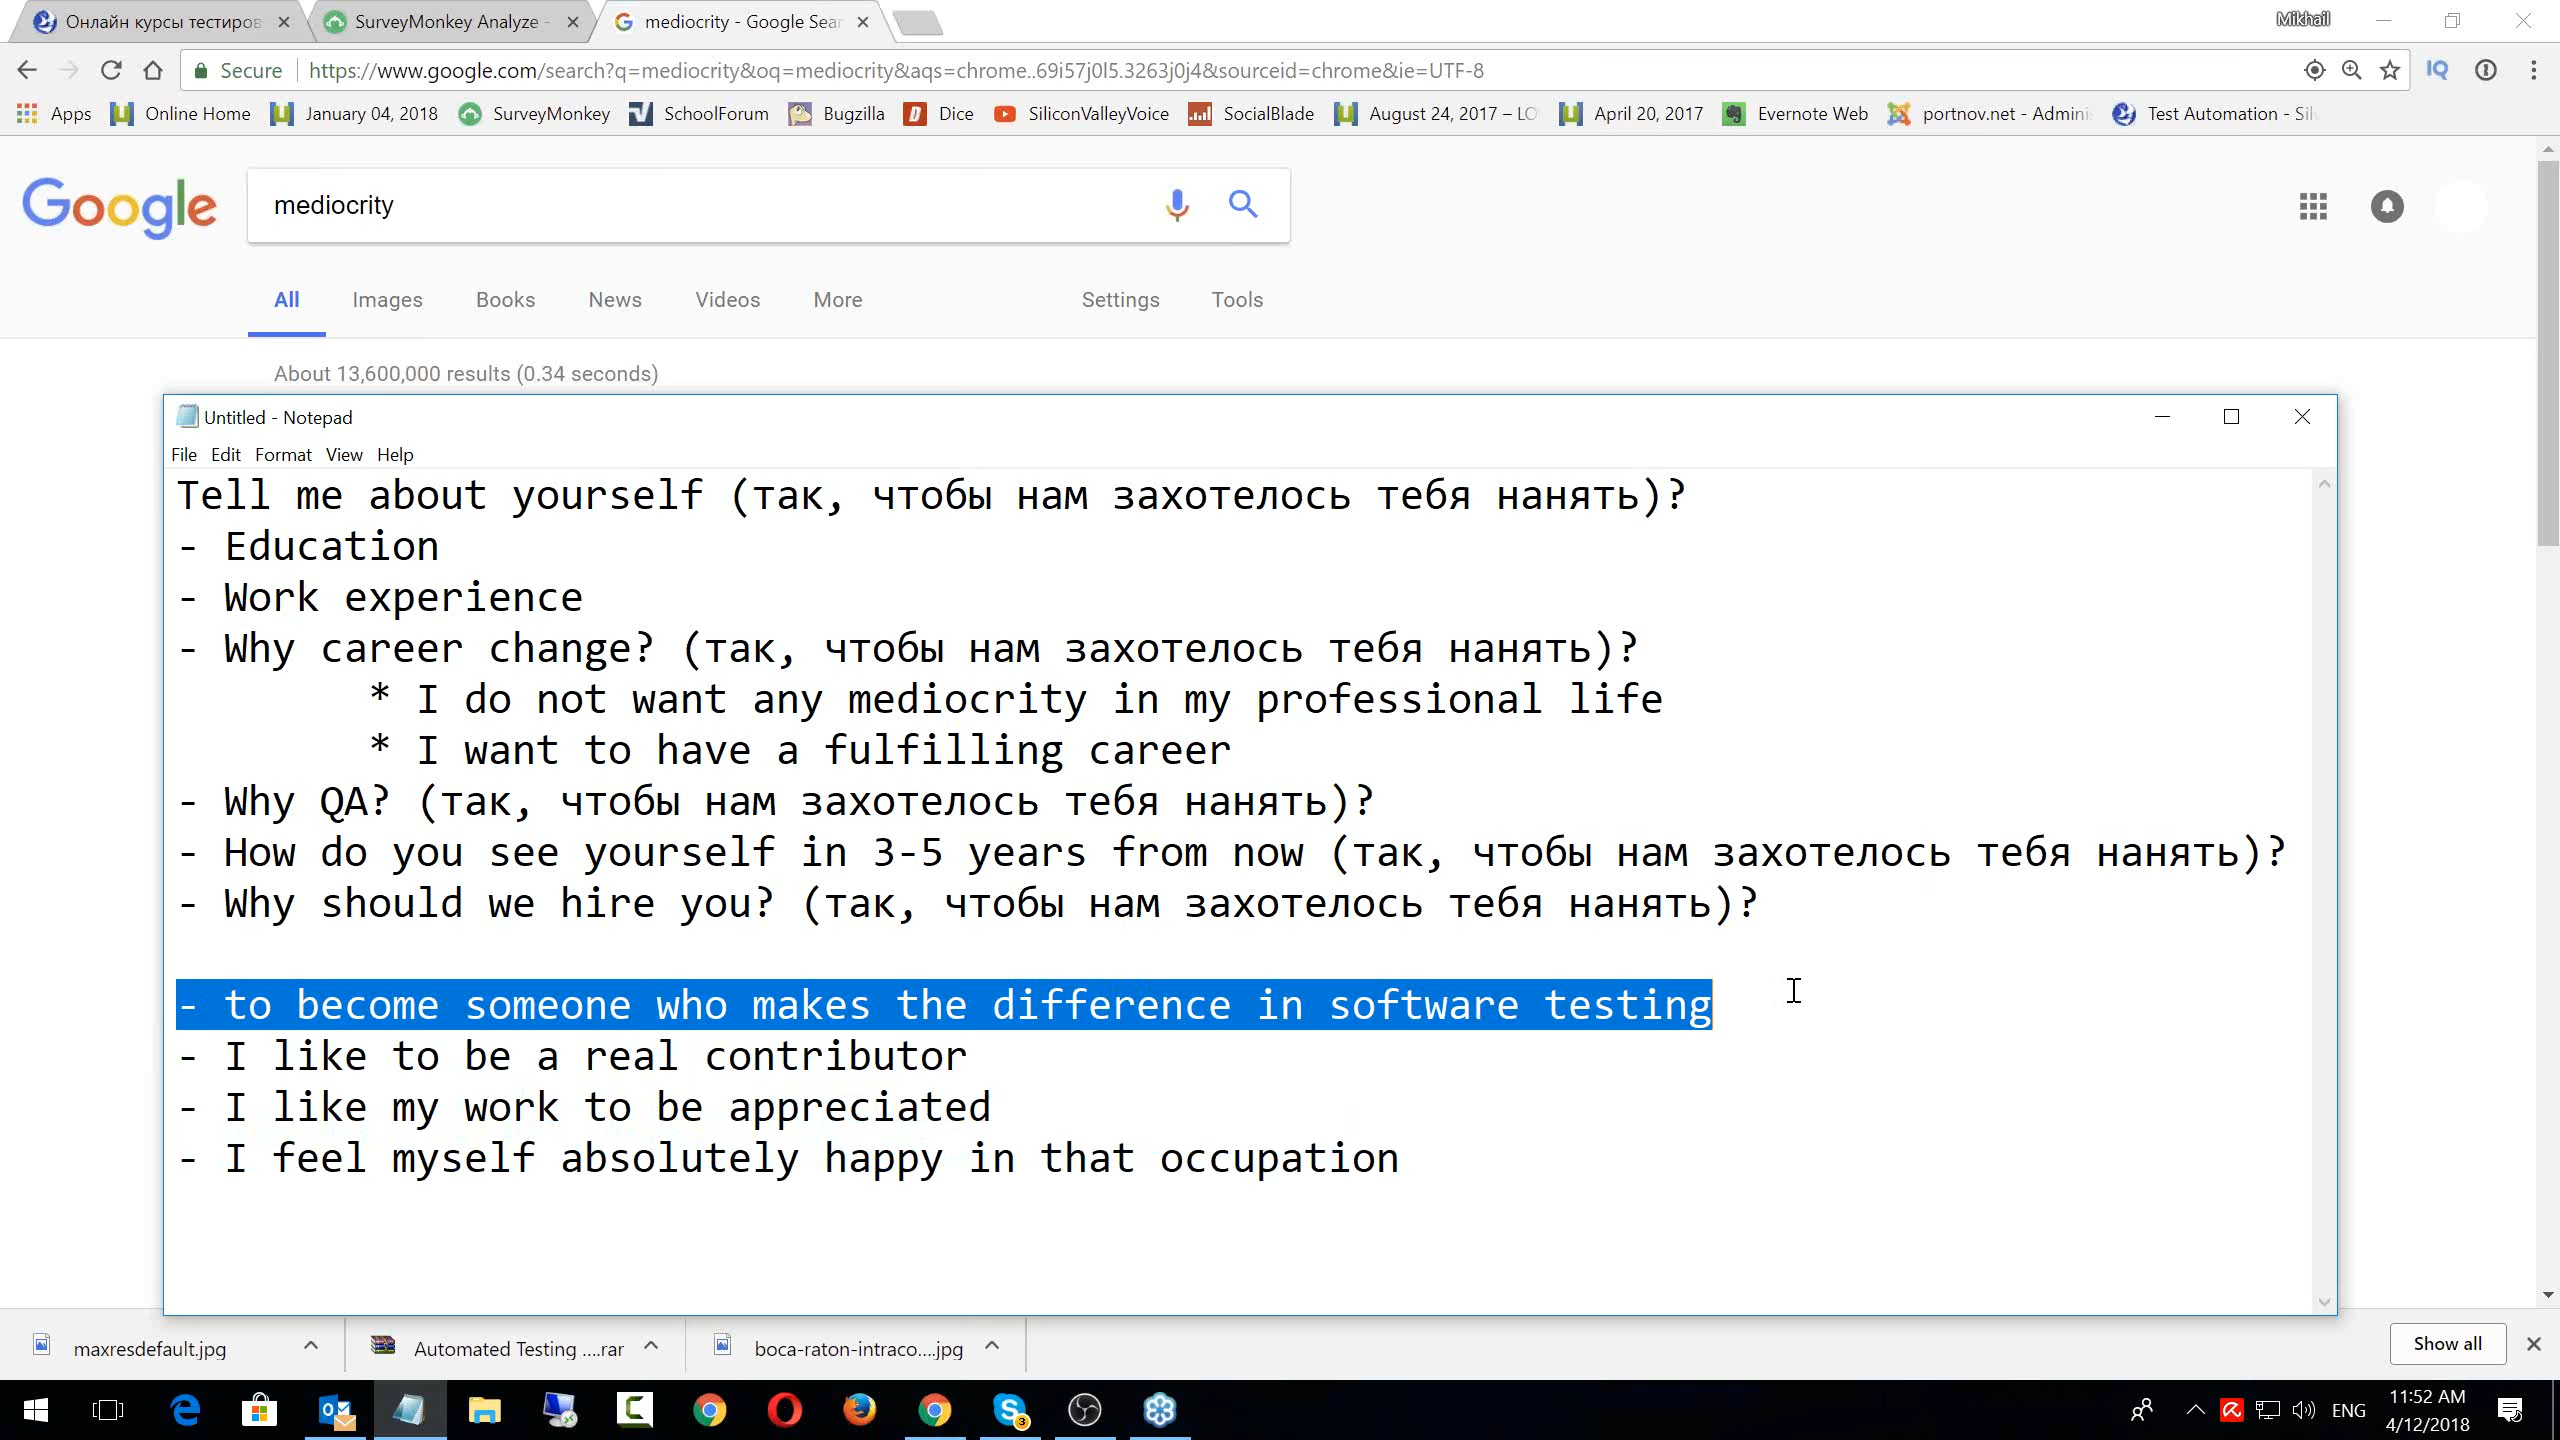 Онлайн курсы тестиров
SurveyMonkey Analyze -
mediocrity - Google Sear
Mikhail
Secure
https://www.google.com/search?q=mediocrity&oq=mediocrity&aqs=chrome..69i57j0l5.3263j0j4&sourceid=chrome&ie=UTF-8
Apps
Online Home
January 04, 2018
SurveyMonkey
SchoolForum
Bugzilla
Dice
SiliconValleyVoice
SocialBlade
August 24, 2017 – LO
April 20, 2017
Evernote Web
portnov.net - Admini
Test Automation - Sil
Google
mediocrity
All
Images
Books
News
Videos
More
Settings
Tools
About 13,600,000 results (0.34 seconds)
Untitled - Notepad
File Edit Format View Help
Tell me about yourself (так, чтобы нам захотелось тебя нанять)?
- Education
- Work experience
- Why career change? (так, чтобы нам захотелось тебя нанять)?
* I do not want any mediocrity in my professional life
* I want to have a fulfilling career
- Why QA? (так, чтобы нам захотелось тебя нанять)?
- How do you see yourself in 3-5 years from now (так, чтобы нам захотелось тебя нанять)?
- Why should we hire you? (так, чтобы нам захотелось тебя нанять)?
- to become someone who makes the difference in software testing
- I like to be a real contributor
- I like my work to be appreciated
- I feel myself absolutely happy in that occupation
maxresdefault.jpg
Automated Testing ....rar
boca-raton-intraco....jpg
Show all
ENG
11:52 AM
4/12/2018